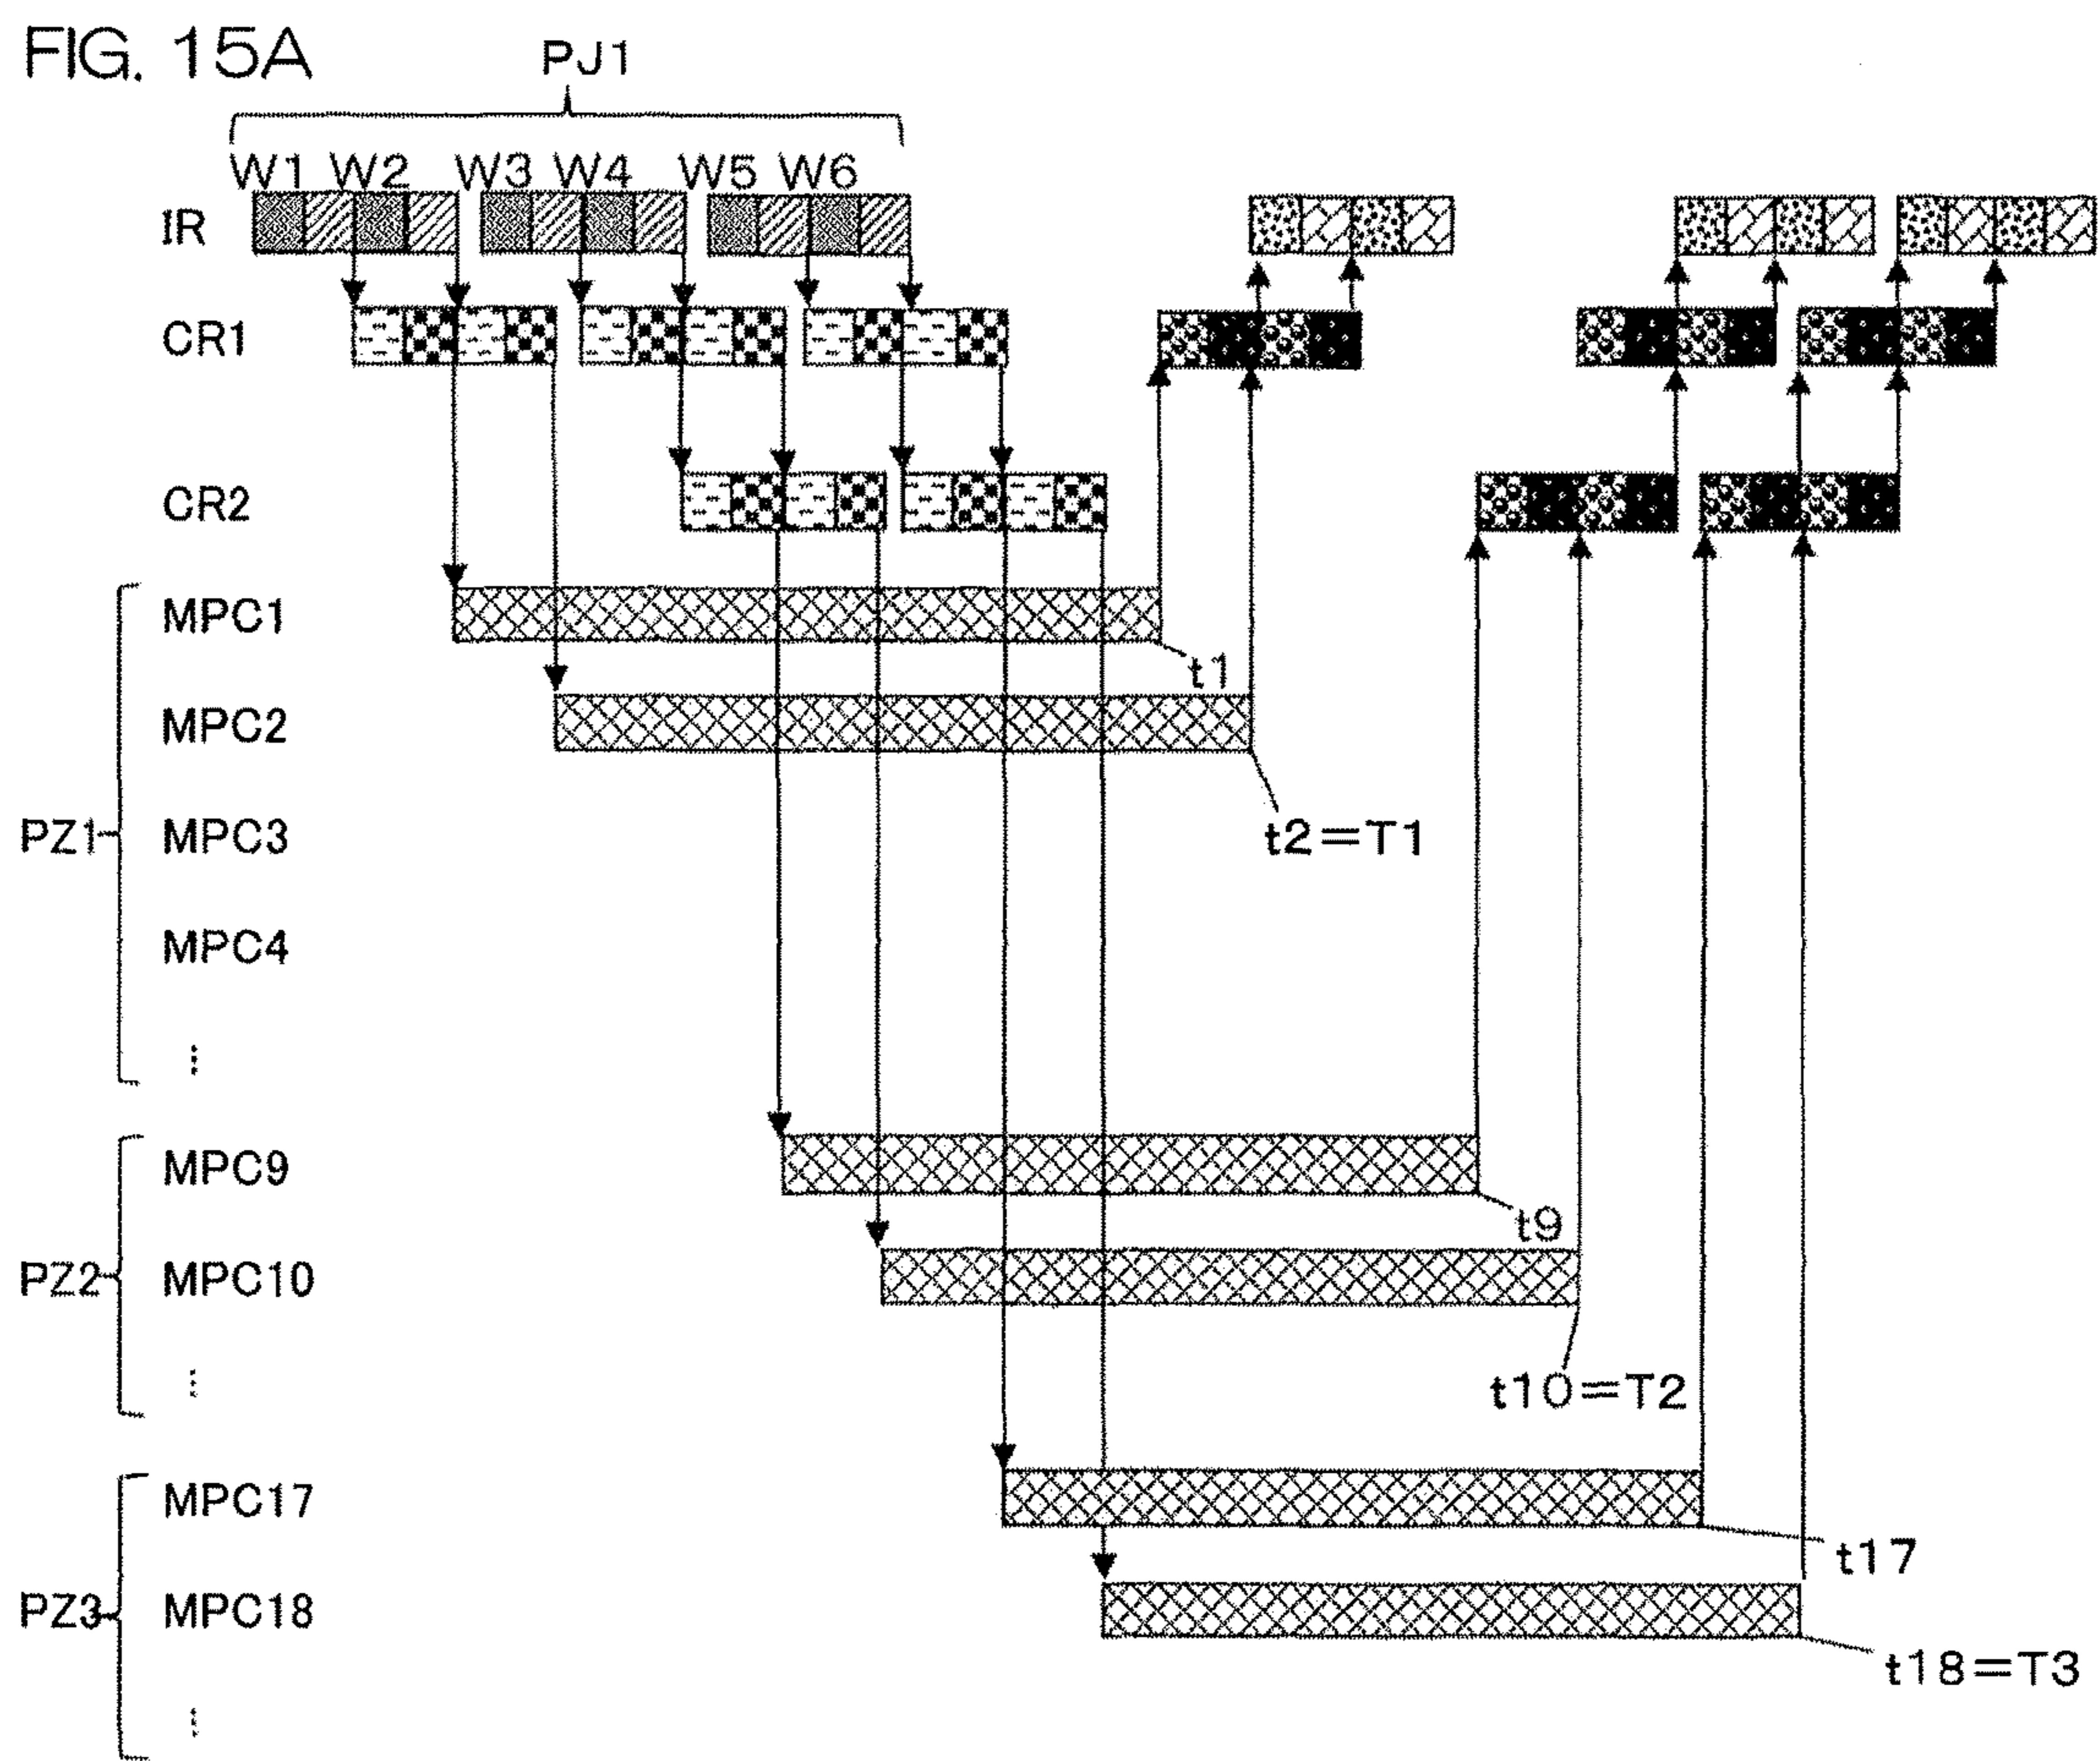 FIG. 15A
PJ1
W1 W2 W3 W4 W5 W6
IR
CR1
CR2
MPC1
t1
MPC2
t2=T1
PZ1
MPC3
MPC4
⋮
MPC9
t9
PZ2
MPC10
t10=T2
⋮
MPC17
t17
PZ3
MPC18
t18=T3
⋮